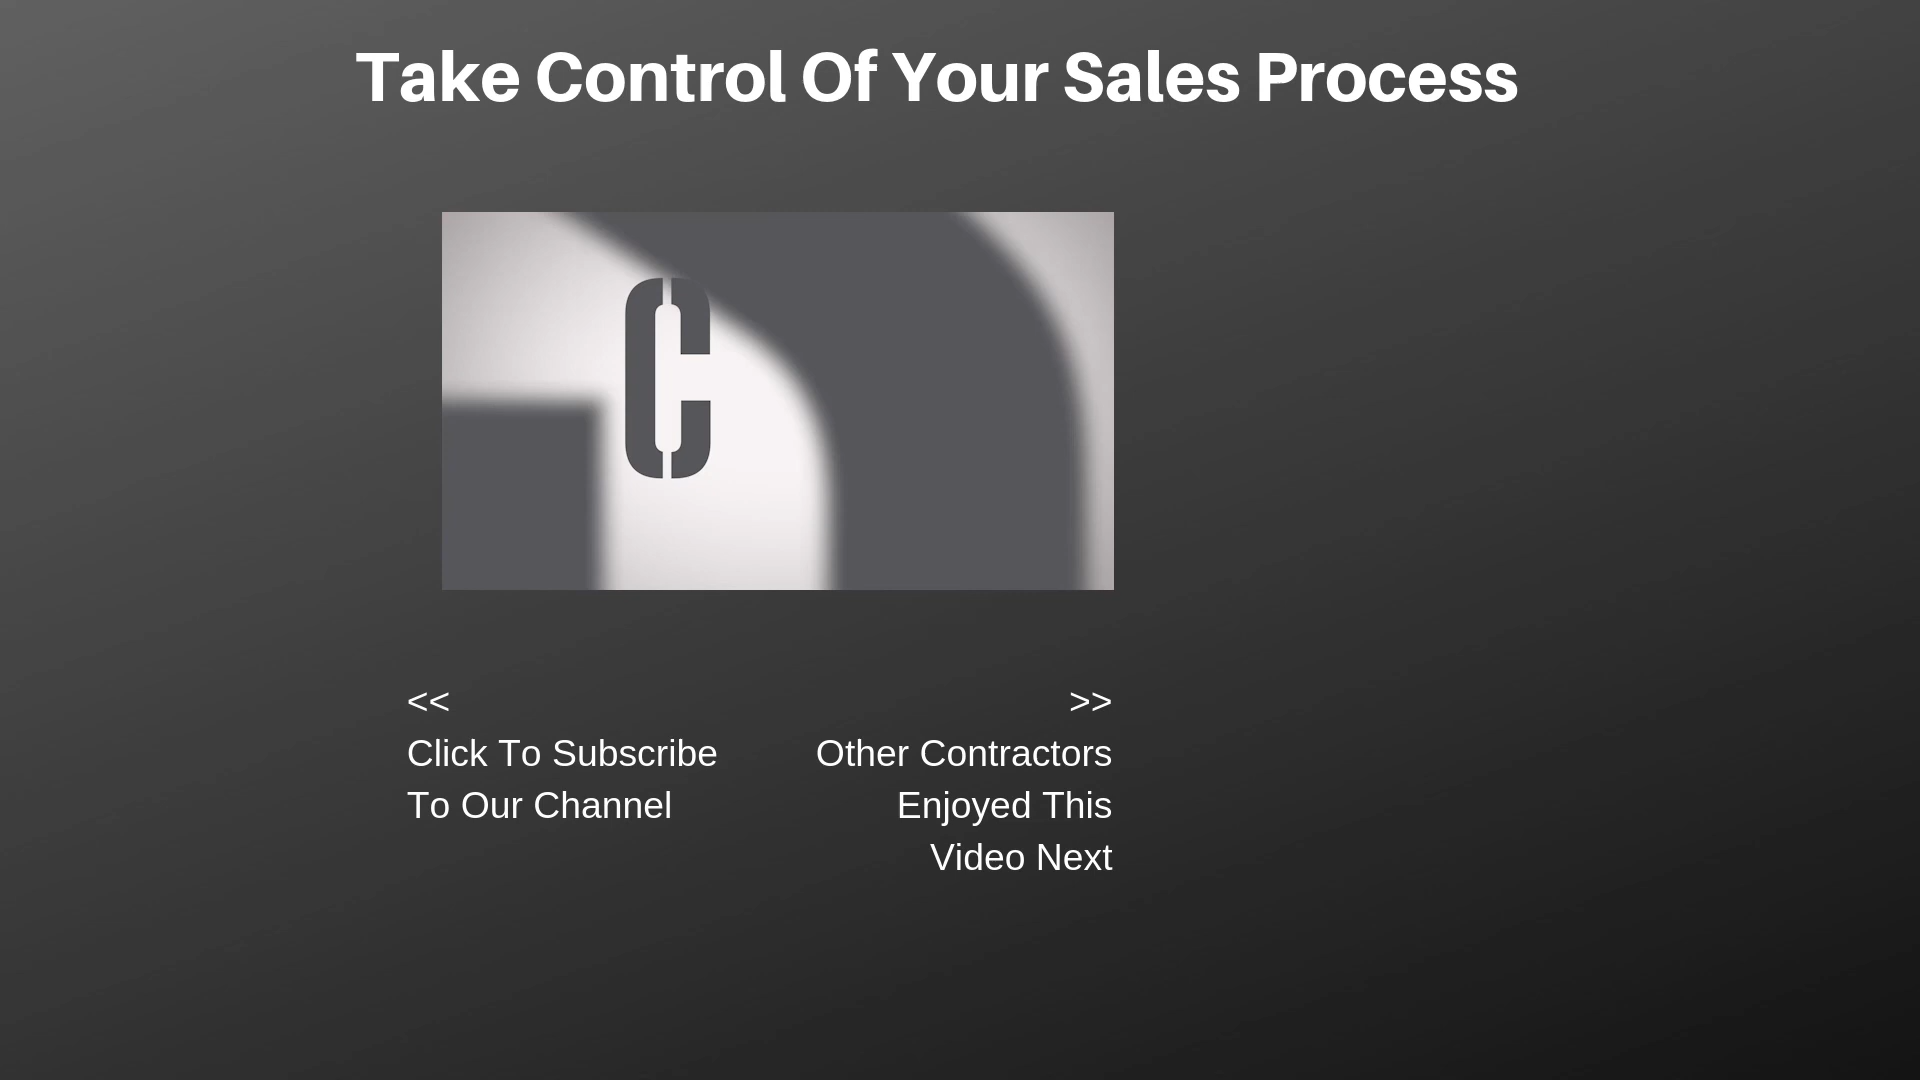 Take Control Of Your Sales Process
C
<<
Click To Subscribe
To Our Channel
>>
Other Contractors
Enjoyed This
Video Next